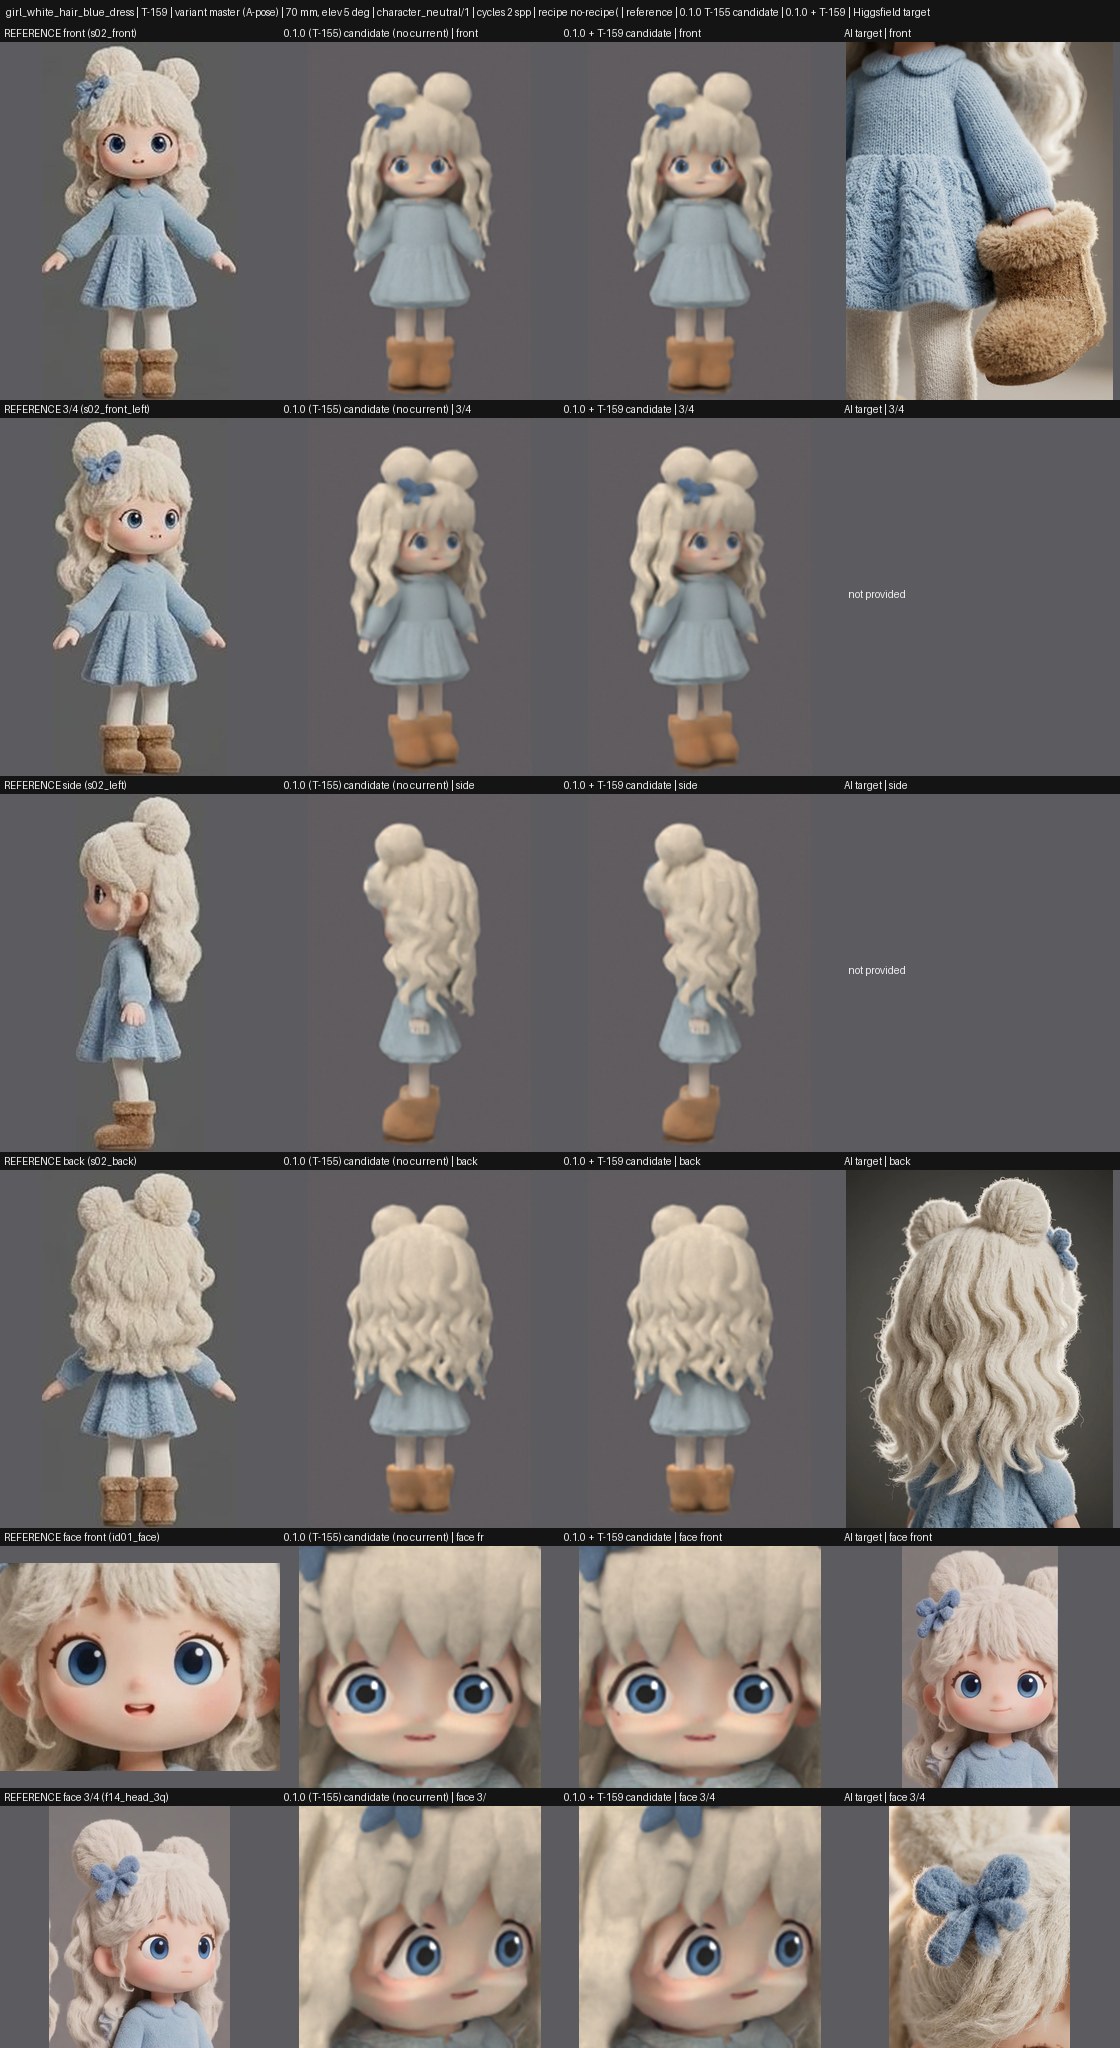 girl_white_hair_blue_dress | T-159 | variant master (A-pose) | 70 mm, elev 5 deg | character_neutral/1 | cycles 2 spp | recipe no-recipe( | reference | 0.1.0 T-155 candidate | 0.1.0 + T-159 | Higgsfield target
REFERENCE front (s02_front) 0.1.0 (T-155) candidate (no current) | front 0.1.0 + T-159 candidate | front AI target | front
REFERENCE 3/4 (s02_front_left) 0.1.0 (T-155) candidate (no current) | 3/4 0.1.0 + T-159 candidate | 3/4 AI target | 3/4
not provided
REFERENCE side (s02_left) 0.1.0 (T-155) candidate (no current) | side 0.1.0 + T-159 candidate | side AI target | side
not provided
REFERENCE back (s02_back) 0.1.0 (T-155) candidate (no current) | back 0.1.0 + T-159 candidate | back AI target | back
REFERENCE face front (id01_face) 0.1.0 (T-155) candidate (no current) | face fr 0.1.0 + T-159 candidate | face front AI target | face front
REFERENCE face 3/4 (f14_head_3q) 0.1.0 (T-155) candidate (no current) | face 3/ 0.1.0 + T-159 candidate | face 3/4 AI target | face 3/4